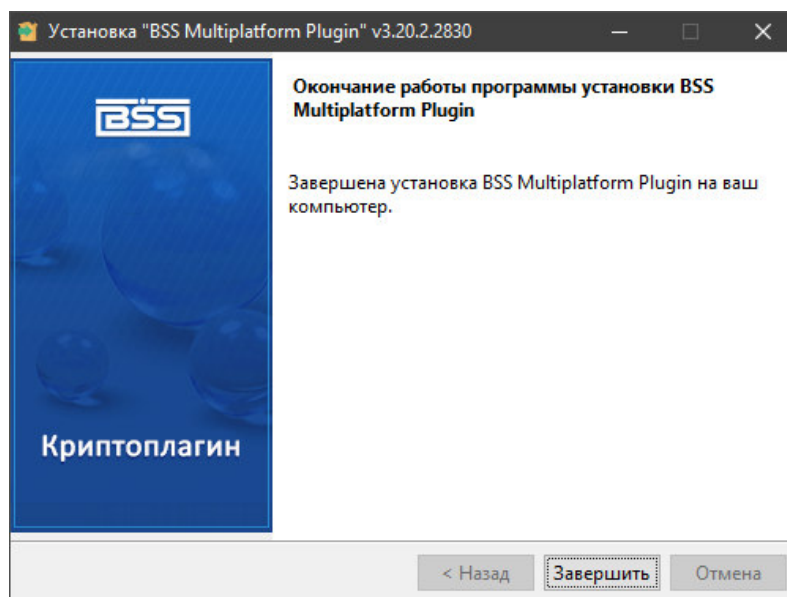 Установка "BSS Multiplatform Plugin" v3.20.2.2830
BSS
Криптоплагин
Окончание работы программы установки BSS
Multiplatform Plugin
Завершена установка BSS Multiplatform Plugin на ваш
компьютер.
< Назад
Завершить
Отмена